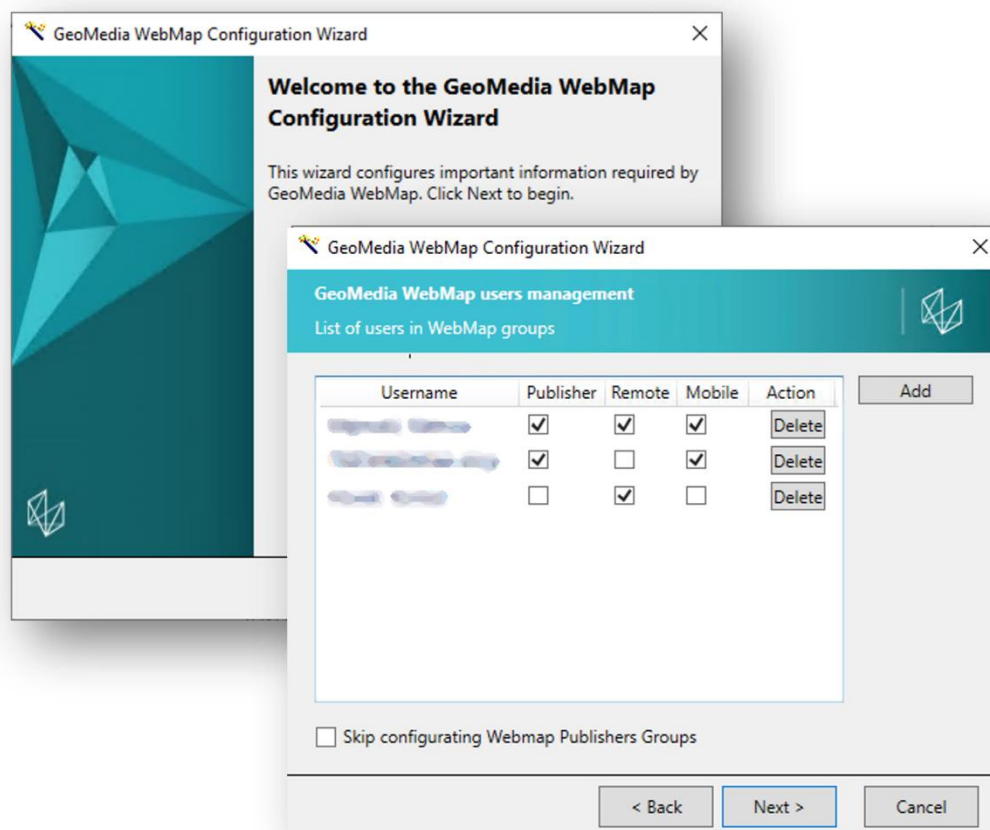 GeoMedia WebMap Configuration Wizard
Welcome to the GeoMedia WebMap
Configuration Wizard
This wizard configures important information required by
GeoMedia WebMap. Click Next to begin.
GeoMedia WebMap Configuration Wizard
GeoMedia WebMap users management
List of users in WebMap groups
Username Publisher Remote Mobile Action
Add
Delete
Delete
Delete
Skip configurating Webmap Publishers Groups
< Back Next > Cancel